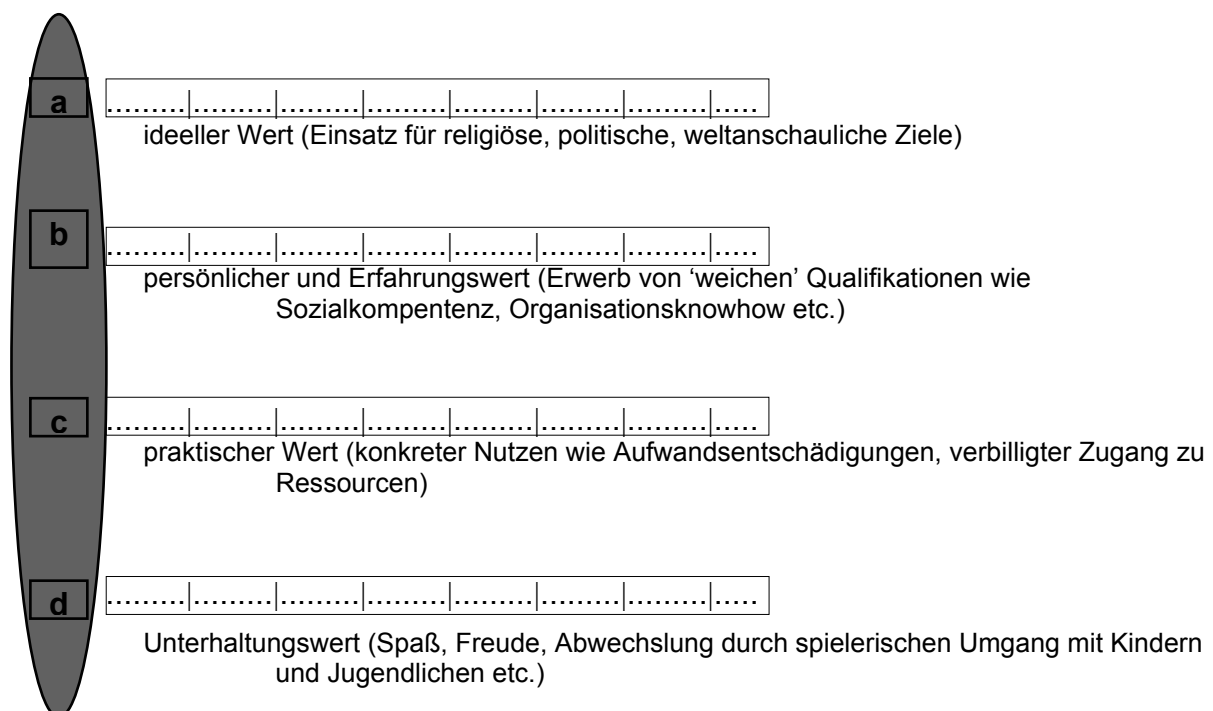 a
.........|.........|.........|.........|.........|.........|.........|.....
ideeller Wert (Einsatz für religiöse, politische, weltanschauliche Ziele)
b
.........|.........|.........|.........|.........|.........|.........|.....
persönlicher und Erfahrungswert (Erwerb von ‘weichen’ Qualifikationen wie
Sozialkompetenz, Organisationsknowhow etc.)
c
.........|.........|.........|.........|.........|.........|.........|.....
praktischer Wert (konkreter Nutzen wie Aufwandsentschädigungen, verbilligter Zugang zu
Ressourcen)
d
.........|.........|.........|.........|.........|.........|.........|.....
Unterhaltungswert (Spaß, Freude, Abwechslung durch spielerischen Umgang mit Kindern
und Jugendlichen etc.)